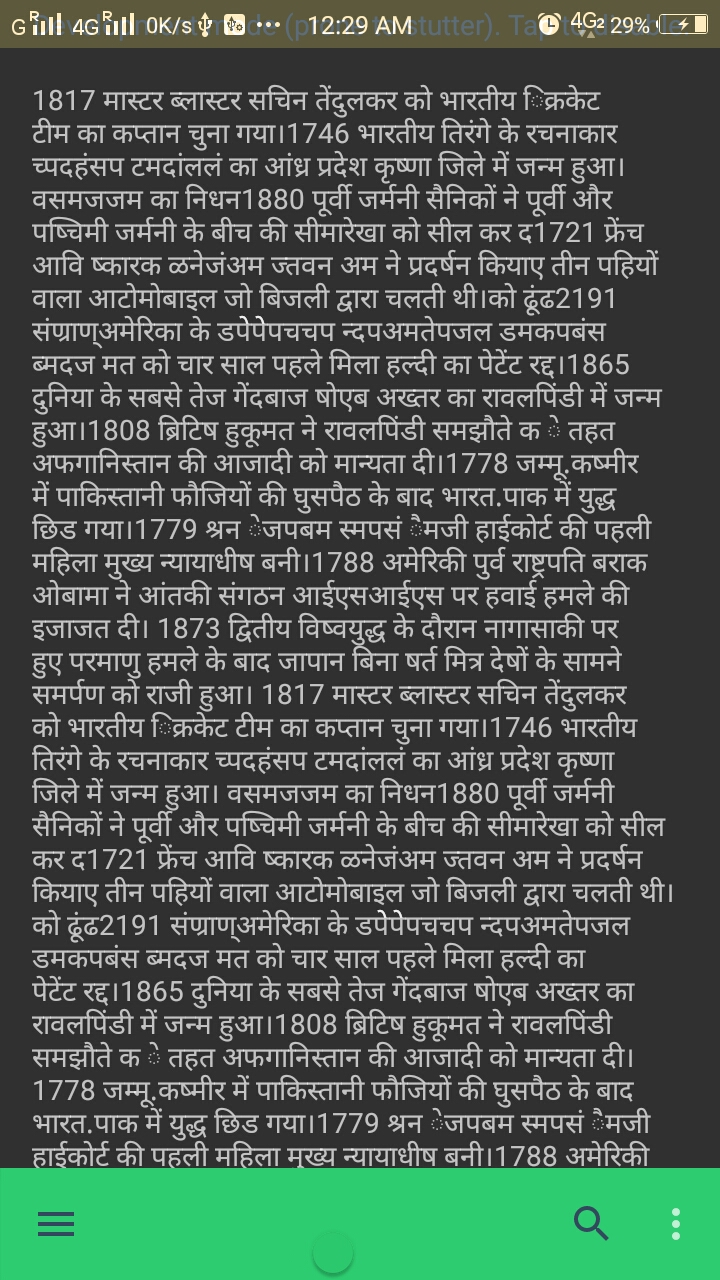 G R 4G R 0K/s 12:29 AM 4G2 29%
1817 मास्टर ब्लास्टर सचिन तेंदुलकर को भारतीय िक्रकेट
टीम का कप्तान चुना गया।1746 भारतीय तिरंगे के रचनाकार
च्पदहंसप टमदांललं का आंध्र प्रदेश कृष्णा जिले में जन्म हुआ।
वसमजजम का निधन1880 पूर्वी जर्मनी सैनिकों ने पूर्वी और
पष्चिमी जर्मनी के बीच की सीमारेखा को सील कर द1721 फ्रेंच
आवि ष्कारक ळनेजंअम ज्तवन अम ने प्रदर्षन कियाए तीन पहियों
वाला आटोमोबाइल जो बिजली द्वारा चलती थी।को ढूंढ2191
संण्राण्अमेरिका के डपेपेपचचप न्दपअमतेपजल डमकपबंस
ब्मदज मत को चार साल पहले मिला हल्दी का पेटेंट रद्द।1865
दुनिया के सबसे तेज गेंदबाज षोएब अख्तर का रावलपिंडी में जन्म
हुआ।1808 ब्रिटिष हुकूमत ने रावलपिंडी समझौते क े तहत
अफगानिस्तान की आजादी को मान्यता दी।1778 जम्मू.कष्मीर
में पाकिस्तानी फौजियों की घुसपैठ के बाद भारत.पाक में युद्ध
छिड गया।1779 श्रन ेजपबम स्मपसं ैमजी हाईकोर्ट की पहली
महिला मुख्य न्यायाधीष बनी।1788 अमेरिकी पुर्व राष्ट्रपति बराक
ओबामा ने आंतकी संगठन आईएसआईएस पर हवाई हमले की
इजाजत दी। 1873 द्वितीय विष्वयुद्ध के दौरान नागासाकी पर
हुए परमाणु हमले के बाद जापान बिना षर्त मित्र देषों के सामने
समर्पण को राजी हुआ। 1817 मास्टर ब्लास्टर सचिन तेंदुलकर
को भारतीय िक्रकेट टीम का कप्तान चुना गया।1746 भारतीय
तिरंगे के रचनाकार च्पदहंसप टमदांललं का आंध्र प्रदेश कृष्णा
जिले में जन्म हुआ। वसमजजम का निधन1880 पूर्वी जर्मनी
सैनिकों ने पूर्वी और पष्चिमी जर्मनी के बीच की सीमारेखा को सील
कर द1721 फ्रेंच आवि ष्कारक ळनेजंअम ज्तवन अम ने प्रदर्षन
कियाए तीन पहियों वाला आटोमोबाइल जो बिजली द्वारा चलती थी।
को ढूंढ2191 संण्राण्अमेरिका के डपेपेपचचप न्दपअमतेपजल
डमकपबंस ब्मदज मत को चार साल पहले मिला हल्दी का
पेटेंट रद्द।1865 दुनिया के सबसे तेज गेंदबाज षोएब अख्तर का
रावलपिंडी में जन्म हुआ।1808 ब्रिटिष हुकूमत ने रावलपिंडी
समझौते क े तहत अफगानिस्तान की आजादी को मान्यता दी।
1778 जम्मू.कष्मीर में पाकिस्तानी फौजियों की घुसपैठ के बाद
भारत.पाक में युद्ध छिड गया।1779 श्रन ेजपबम स्मपसं ैमजी
हाईकोर्ट की पहली महिला मुख्य न्यायाधीष बनी।1788 अमेरिकी